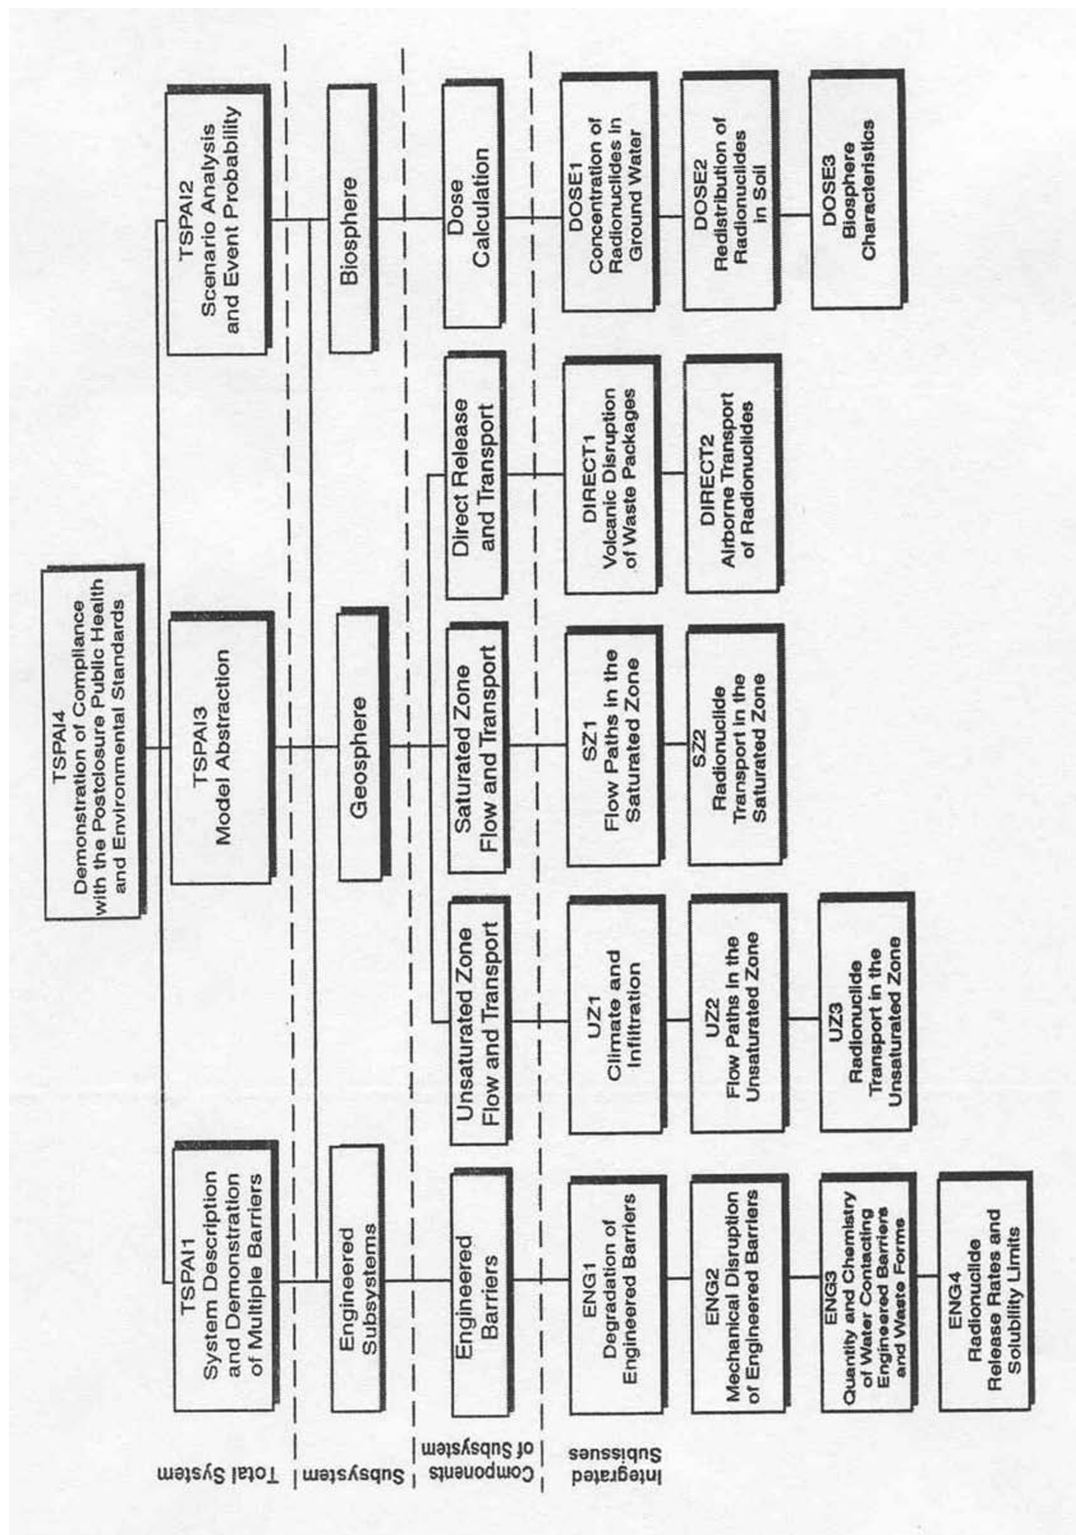 TSPAI4
Demonstration of Compliance
with the Postclosure Public Health
and Environmental Standards
Total System
TSPAI1
System Description
and Demonstration
of Multiple Barriers
TSPAI3
Model Abstraction
TSPAI2
Scenario Analysis
and Event Probability
Subsystem
Engineered
Subsystems
Geosphere
Biosphere
Components
of Subsystem
Engineered
Barriers
Unsaturated Zone
Flow and Transport
Saturated Zone
Flow and Transport
Direct Release
and Transport
Dose
Calculation
Integrated
Subissues
ENG1
Degradation of
Engineered Barriers
UZ1
Climate and
Infiltration
SZ1
Flow Paths in the
Saturated Zone
DIRECT1
Volcanic Disruption
of Waste Packages
DOSE1
Concentration of
Radionuclides in
Ground Water
ENG2
Mechanical Disruption
of Engineered Barriers
UZ2
Flow Paths in the
Unsaturated Zone
SZ2
Radionuclide
Transport in the
Saturated Zone
DIRECT2
Airborne Transport
of Radionuclides
DOSE2
Redistribution of
Radionuclides
in Soil
ENG3
Quantity and Chemistry
of Water Contacting
Engineered Barriers
and Waste Forms
UZ3
Radionuclide
Transport in the
Unsaturated Zone
DOSE3
Biosphere
Characteristics
ENG4
Radionuclide
Release Rates and
Solubility Limits